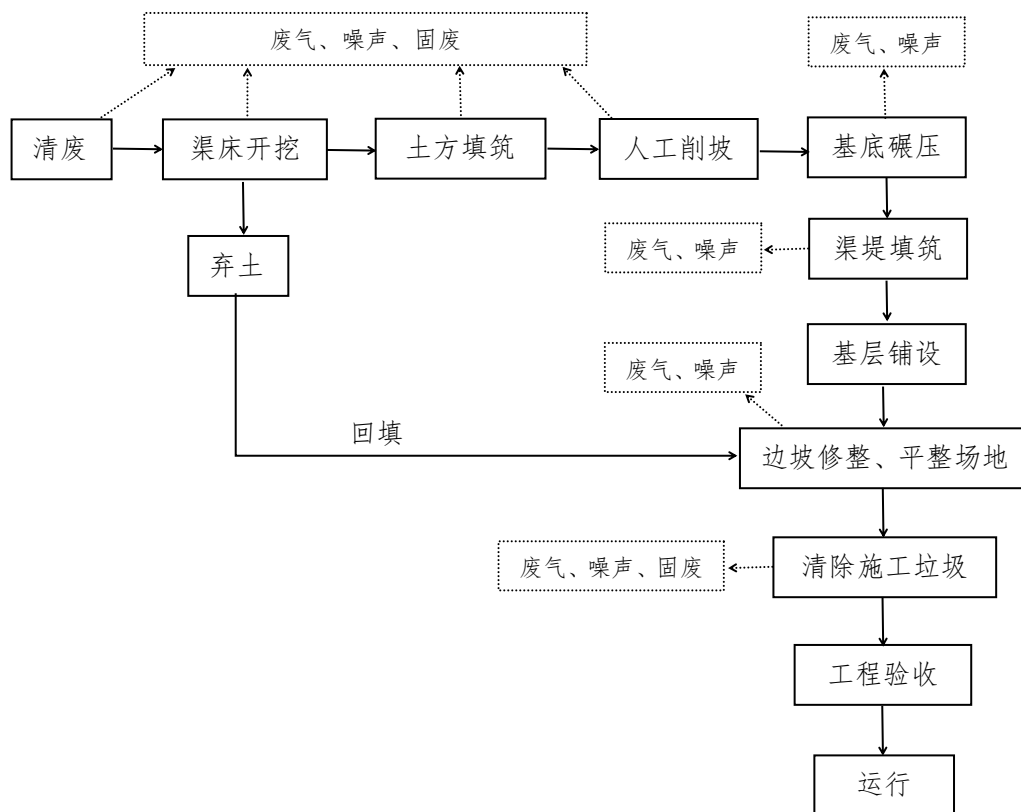 废气、噪声、固废
废气、噪声
清废
渠床开挖
土方填筑
人工削坡
基底碾压
弃土
废气、噪声
渠堤填筑
基层铺设
废气、噪声
回填
边坡修整、平整场地
废气、噪声、固废
清除施工垃圾
工程验收
运行